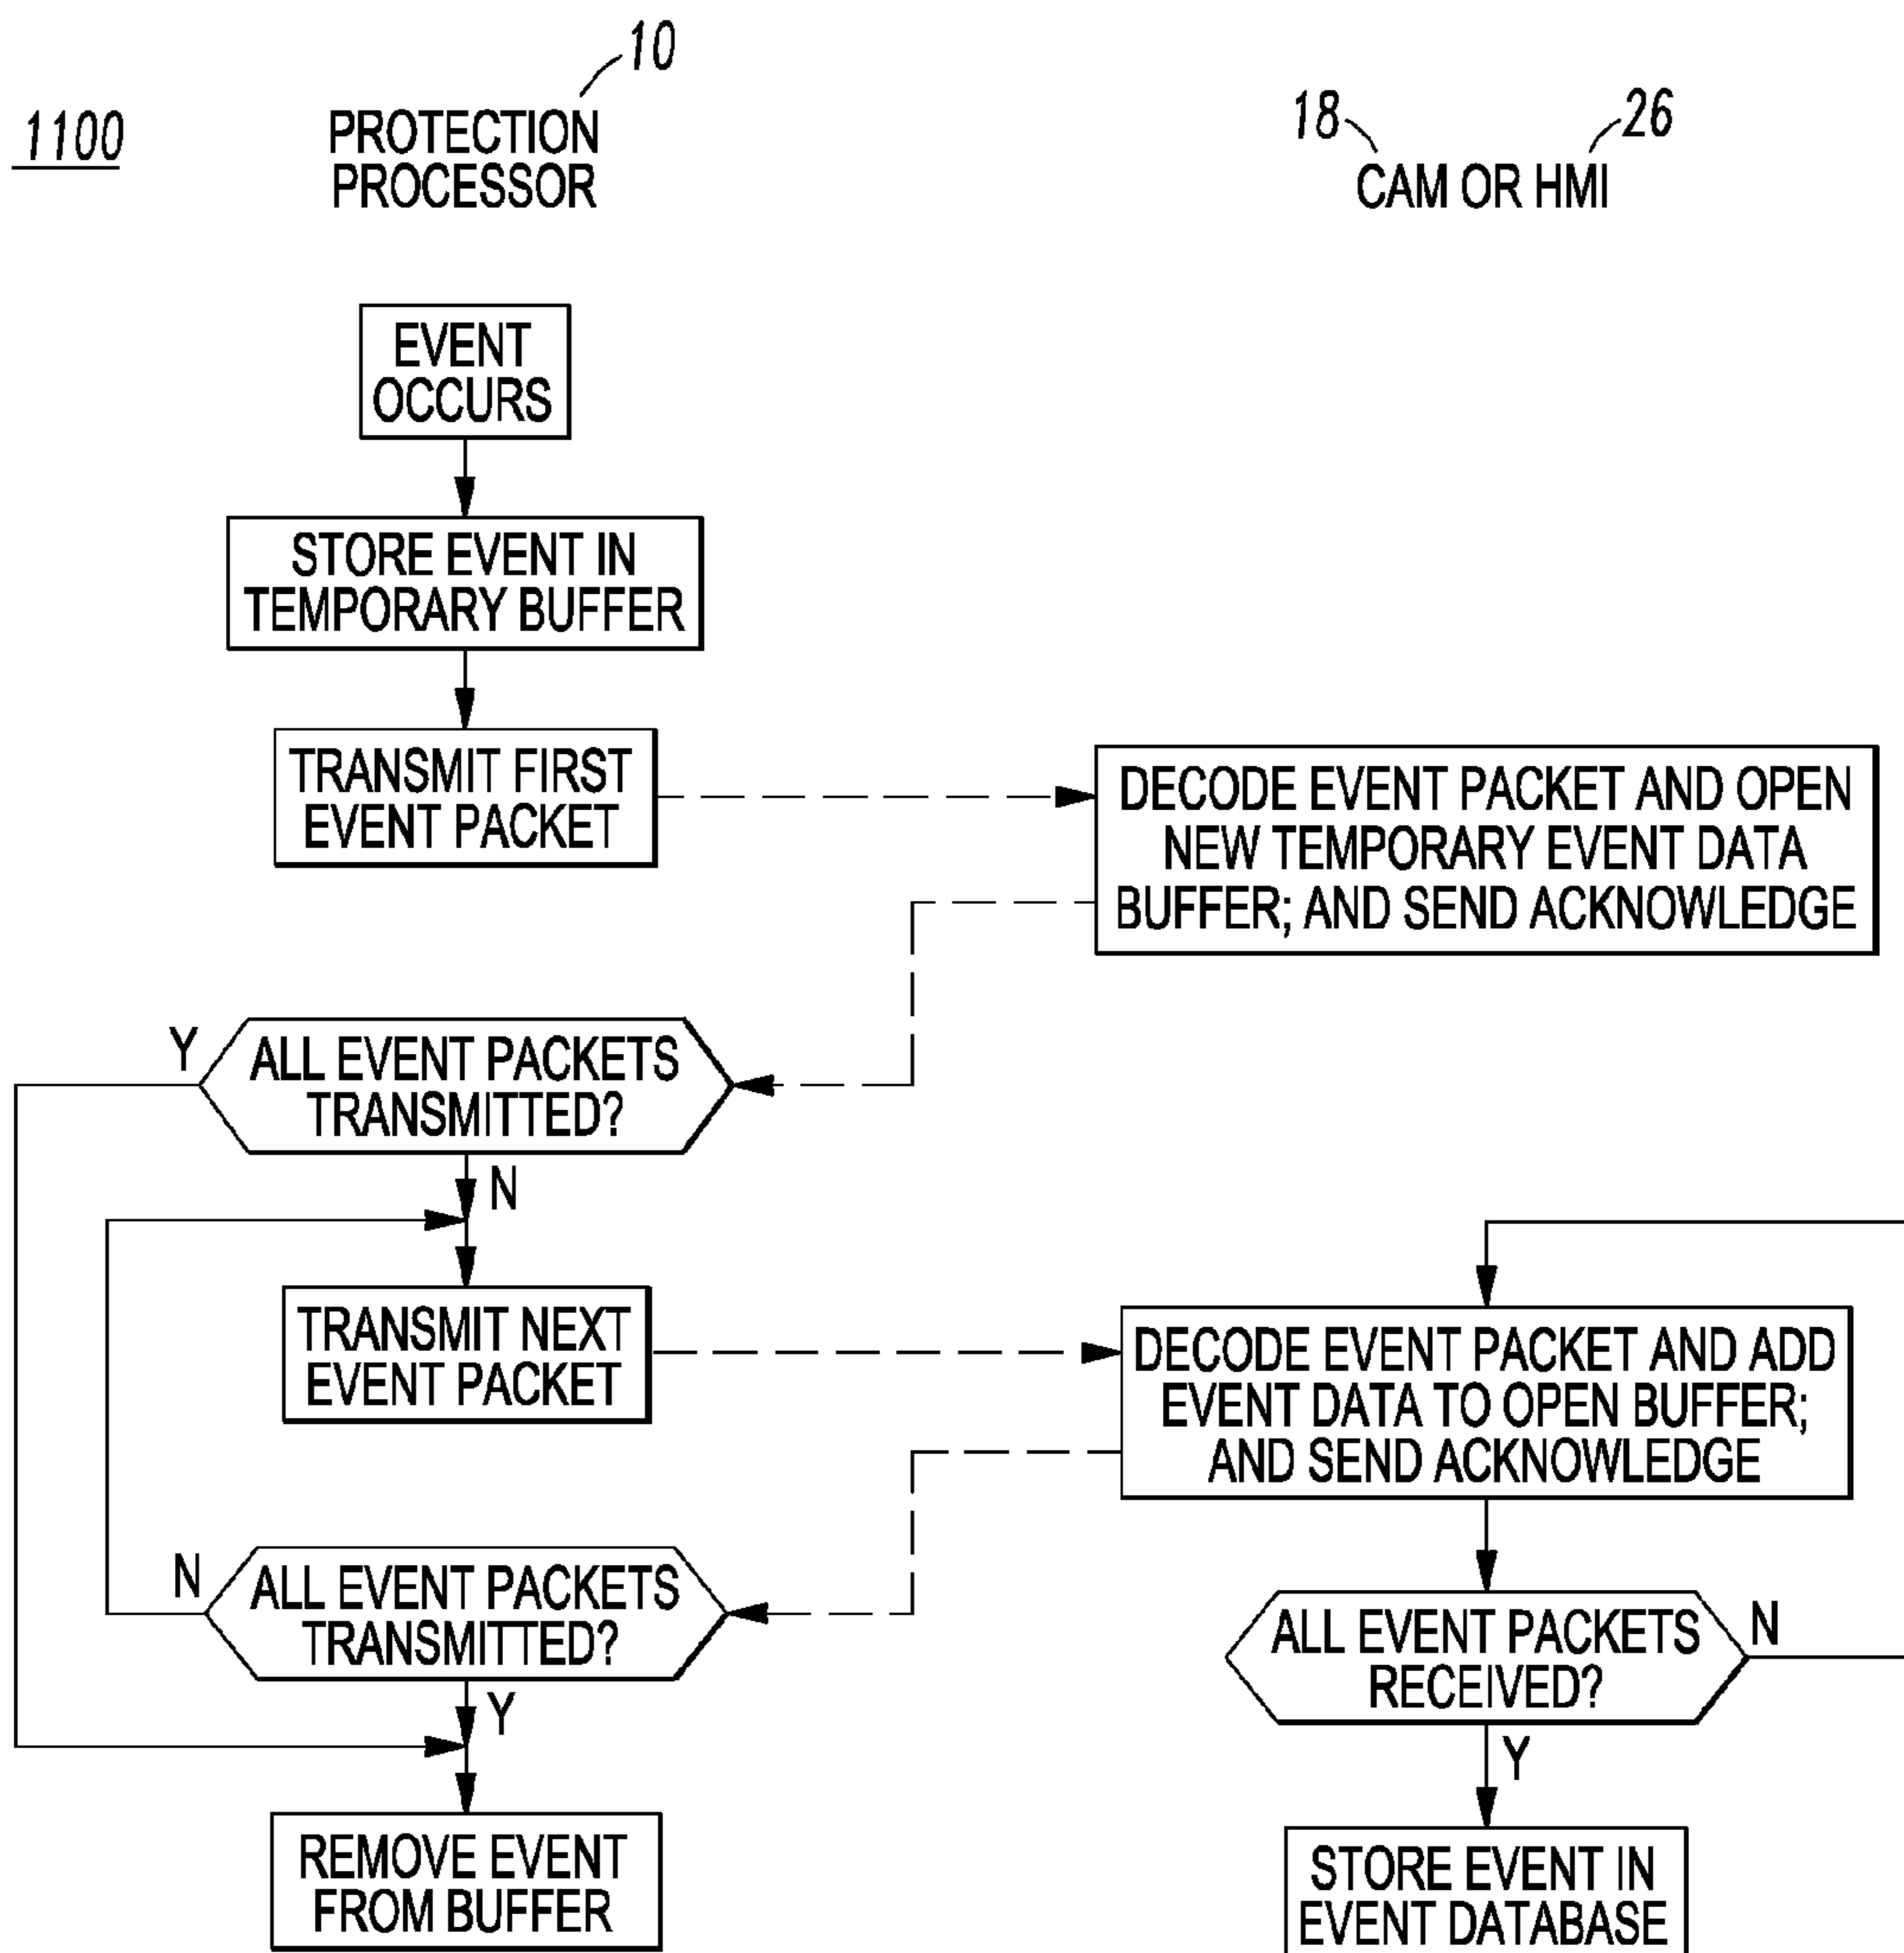 10
1100
PROTECTION
PROCESSOR
18
26
CAM OR HMI
EVENT
OCCURS
STORE EVENT IN
TEMPORARY BUFFER
TRANSMIT FIRST
EVENT PACKET
DECODE EVENT PACKET AND OPEN
NEW TEMPORARY EVENT DATA
BUFFER; AND SEND ACKNOWLEDGE
Y
ALL EVENT PACKETS
TRANSMITTED?
N
TRANSMIT NEXT
EVENT PACKET
DECODE EVENT PACKET AND ADD
EVENT DATA TO OPEN BUFFER;
AND SEND ACKNOWLEDGE
N
ALL EVENT PACKETS
TRANSMITTED?
Y
ALL EVENT PACKETS
RECEIVED?
N
Y
REMOVE EVENT
FROM BUFFER
STORE EVENT IN
EVENT DATABASE